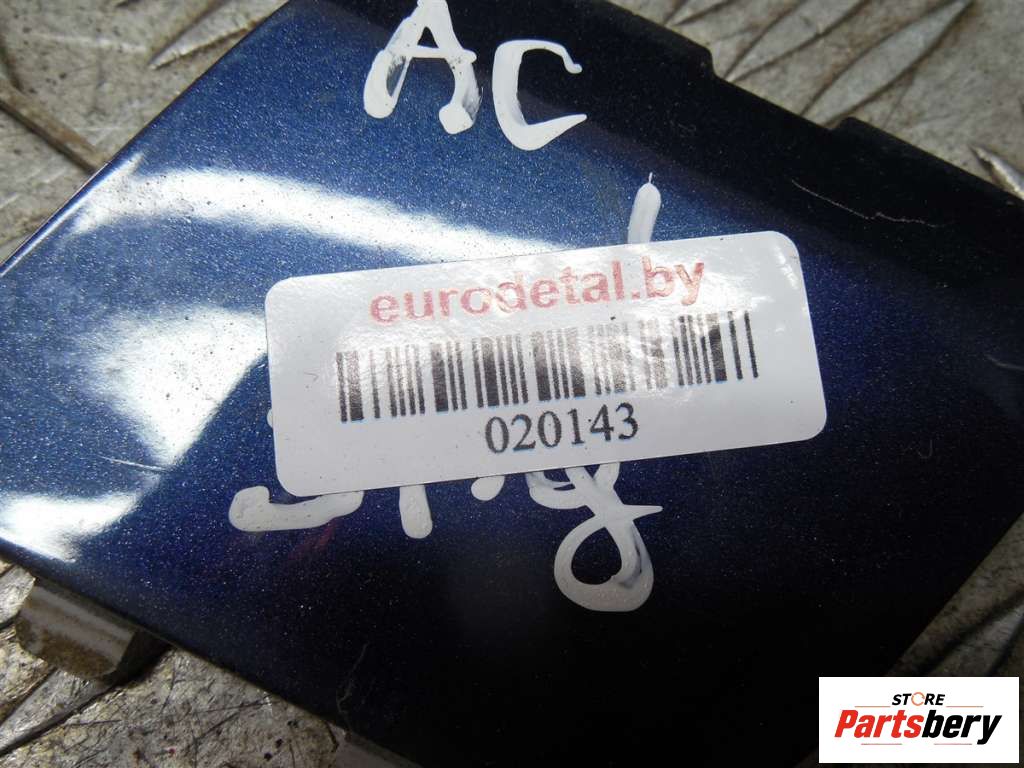 AC
eurodetal.by
020143
STORE
Partsbery